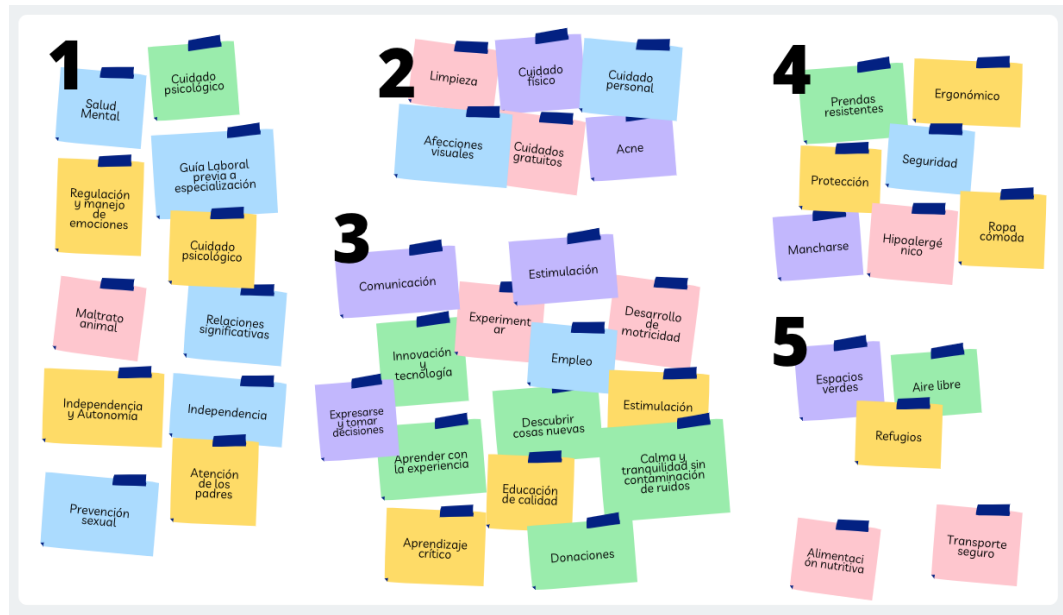 1
Salud
Mental
Cuidado
psicológico
Guía Laboral
previa a
especialización
Regulación
y manejo
de
emociones
Cuidado
psicológico
Maltrato
animal
Relaciones
significativas
Independencia
y Autonomía
Independencia
Atención
de los
padres
Prevención
sexual
2
Limpieza
Cuidado
físico
Cuidado
personal
Afecciones
visuales
Cuidados
gratuitos
Acne
3
Comunicación
Estimulación
Experiment
ar
Desarrollo
de
motricidad
Innovación
y
tecnología
Empleo
Expresarse
y tomar
decisiones
Descubrir
cosas nuevas
Estimulación
Aprender con
la experiencia
Calma y
tranquilidad sin
contaminación
de ruidos
Educación
de calidad
Aprendizaje
crítico
Donaciones
4
Prendas
resistentes
Ergonómico
Seguridad
Protección
Mancharse
Hipoalergé
nico
Ropa
cómoda
5
Espacios
verdes
Aire libre
Refugios
Alimentaci
ón nutritiva
Transporte
seguro